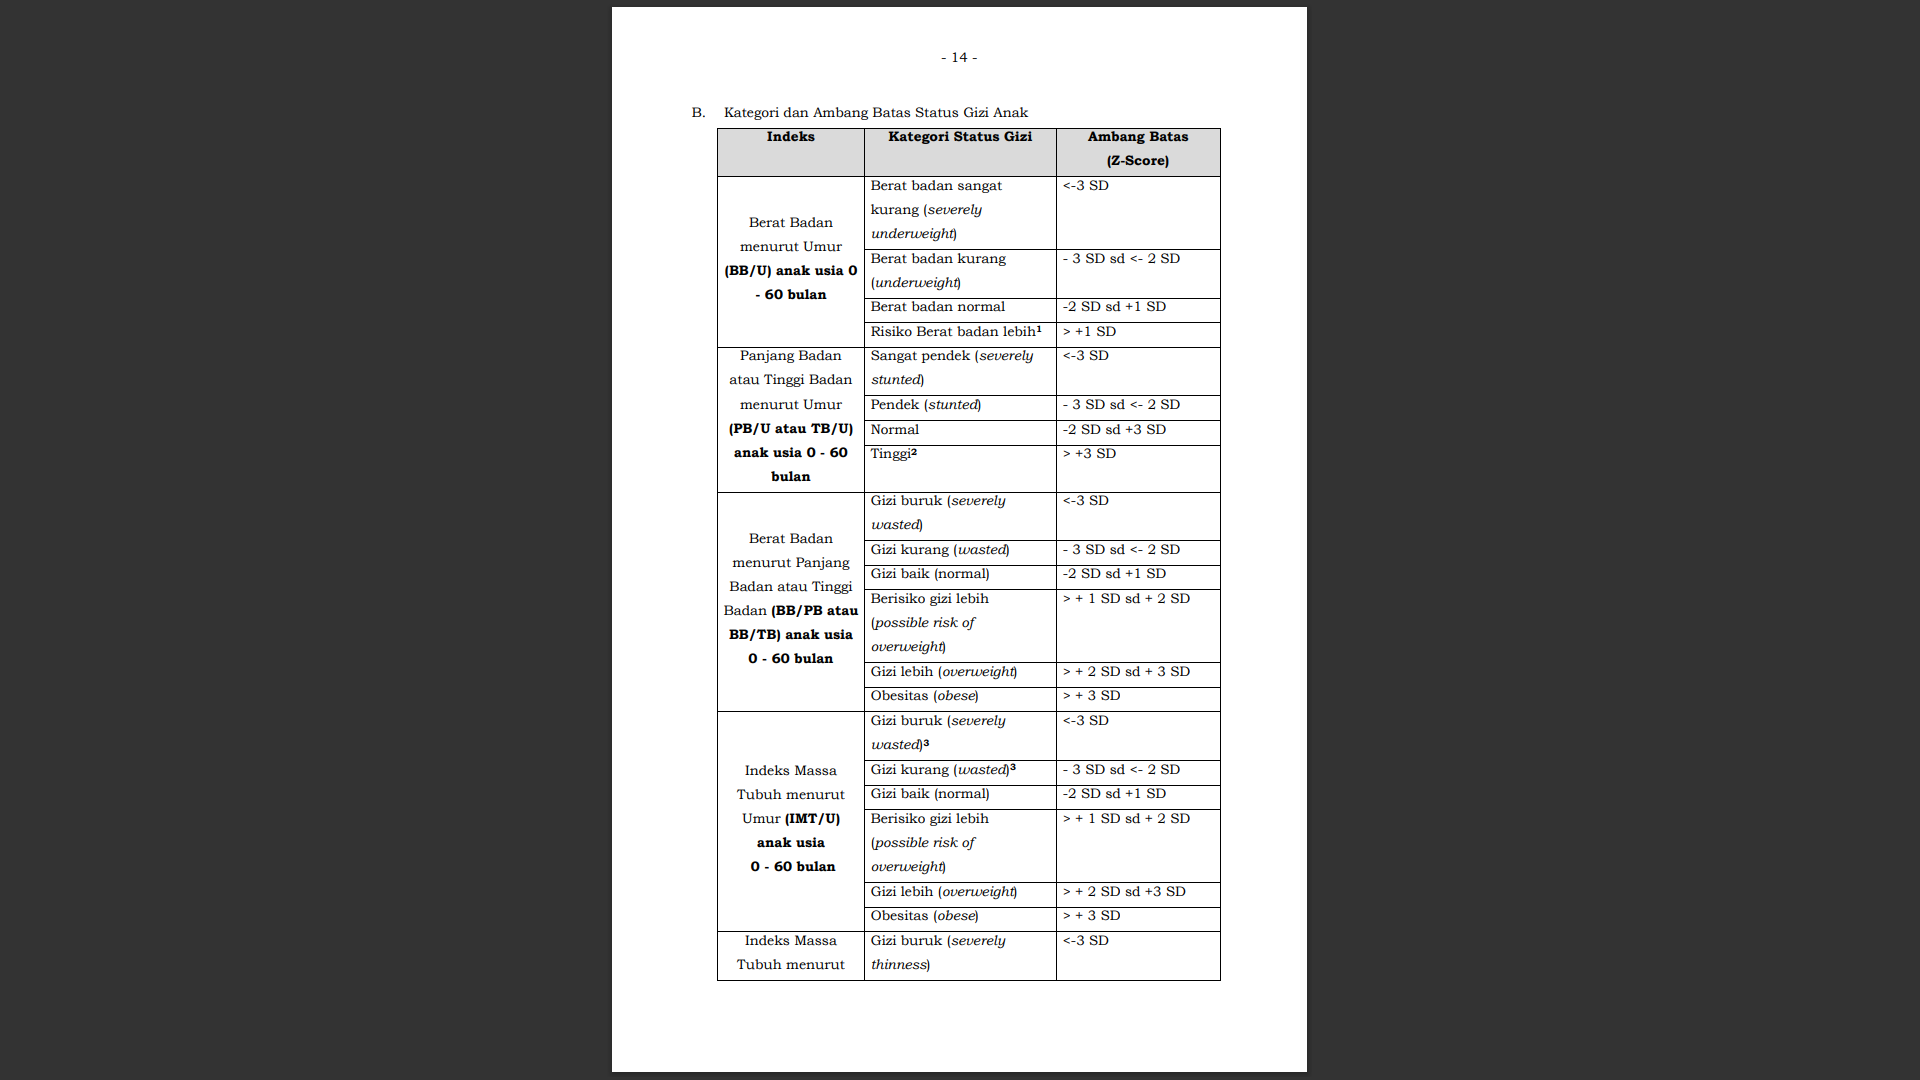 - 14 -
B. Kategori dan Ambang Batas Status Gizi Anak
Indeks
Kategori Status Gizi
Ambang Batas
(Z-Score)
Berat Badan
menurut Umur
(BB/U) anak usia 0
- 60 bulan
Berat badan sangat
kurang (severely
underweight)
<-3 SD
Berat badan kurang
(underweight)
- 3 SD sd <- 2 SD
Berat badan normal
-2 SD sd +1 SD
Risiko Berat badan lebih¹
> +1 SD
Panjang Badan
atau Tinggi Badan
menurut Umur
(PB/U atau TB/U)
anak usia 0 - 60
bulan
Sangat pendek (severely
stunted)
<-3 SD
Pendek (stunted)
- 3 SD sd <- 2 SD
Normal
-2 SD sd +3 SD
Tinggi²
> +3 SD
Berat Badan
menurut Panjang
Badan atau Tinggi
Badan (BB/PB atau
BB/TB) anak usia
0 - 60 bulan
Gizi buruk (severely
wasted)
<-3 SD
Gizi kurang (wasted)
- 3 SD sd <- 2 SD
Gizi baik (normal)
-2 SD sd +1 SD
Berisiko gizi lebih
(possible risk of
overweight)
> + 1 SD sd + 2 SD
Gizi lebih (overweight)
> + 2 SD sd + 3 SD
Obesitas (obese)
> + 3 SD
Indeks Massa
Tubuh menurut
Umur (IMT/U)
anak usia
0 - 60 bulan
Gizi buruk (severely
wasted)³
<-3 SD
Gizi kurang (wasted)³
- 3 SD sd <- 2 SD
Gizi baik (normal)
-2 SD sd +1 SD
Berisiko gizi lebih
(possible risk of
overweight)
> + 1 SD sd + 2 SD
Gizi lebih (overweight)
> + 2 SD sd +3 SD
Obesitas (obese)
> + 3 SD
Indeks Massa
Tubuh menurut
Gizi buruk (severely
thinness)
<-3 SD